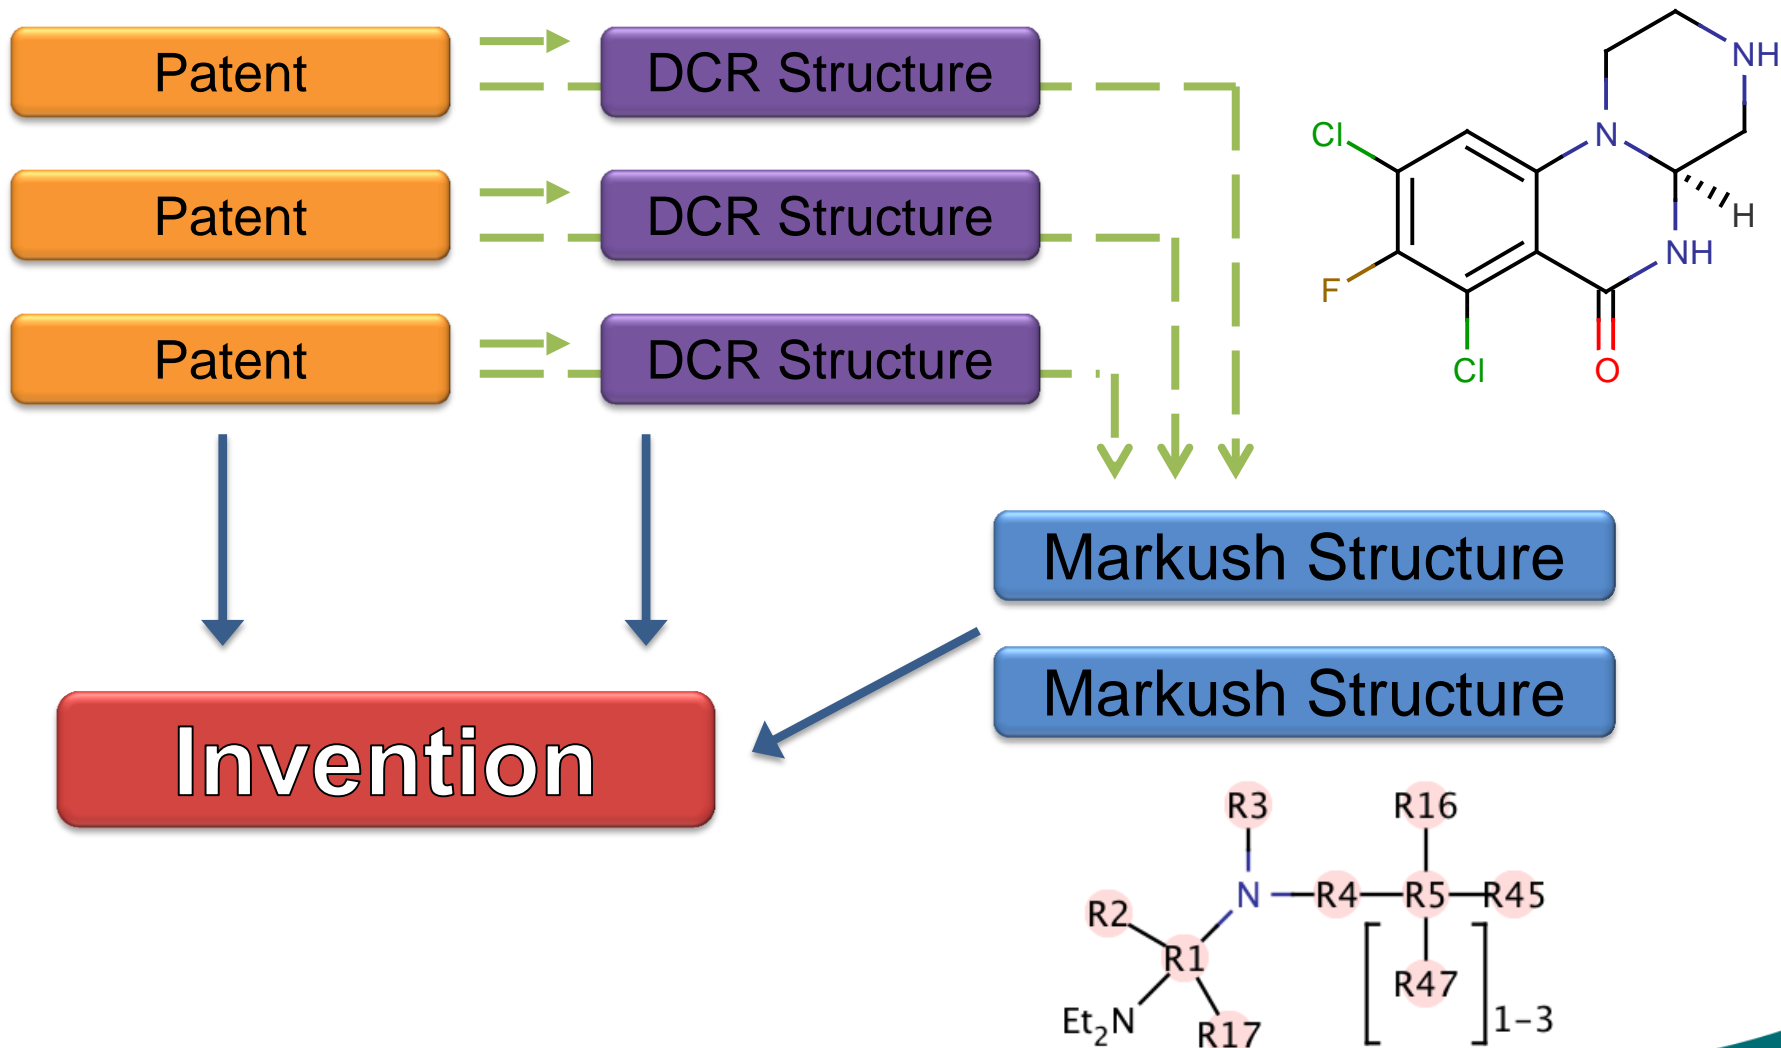 Patent
DCR Structure
Patent
DCR Structure
Patent
DCR Structure
NH
N
Cl
H
NH
F
Cl
O
Markush Structure
Markush Structure
Invention
R3
R16
N
R4
R5
R45
R2
R1
R47
Et2N
R17
1-3